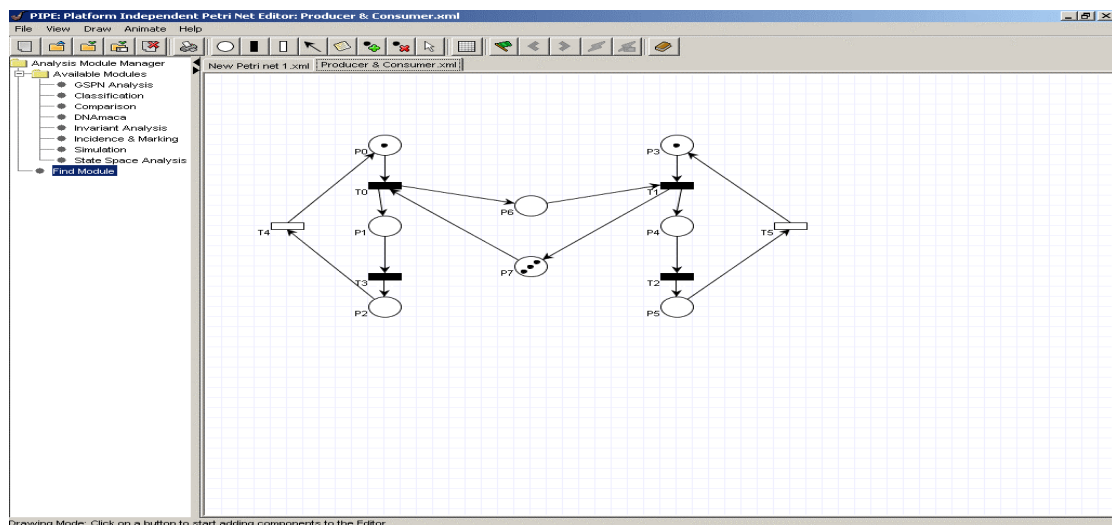 PIPE: Platform Independent Petri Net Editor: Producer & Consumer.xml
File View Draw Animate Help
Analysis Module Manager
Available Modules
GSPN Analysis
Classification
Comparison
DNAmaca
Invariant Analysis
Incidence & Marking
Simulation
State Space Analysis
Find Module
New Petri net 1.xml Producer & Consumer.xml
P0 P3
T0 T1
P6
T4 P1 P4 T5
P7
T3 T2
P2 P5
Drawing Mode: Click on a button to start adding components to the Editor